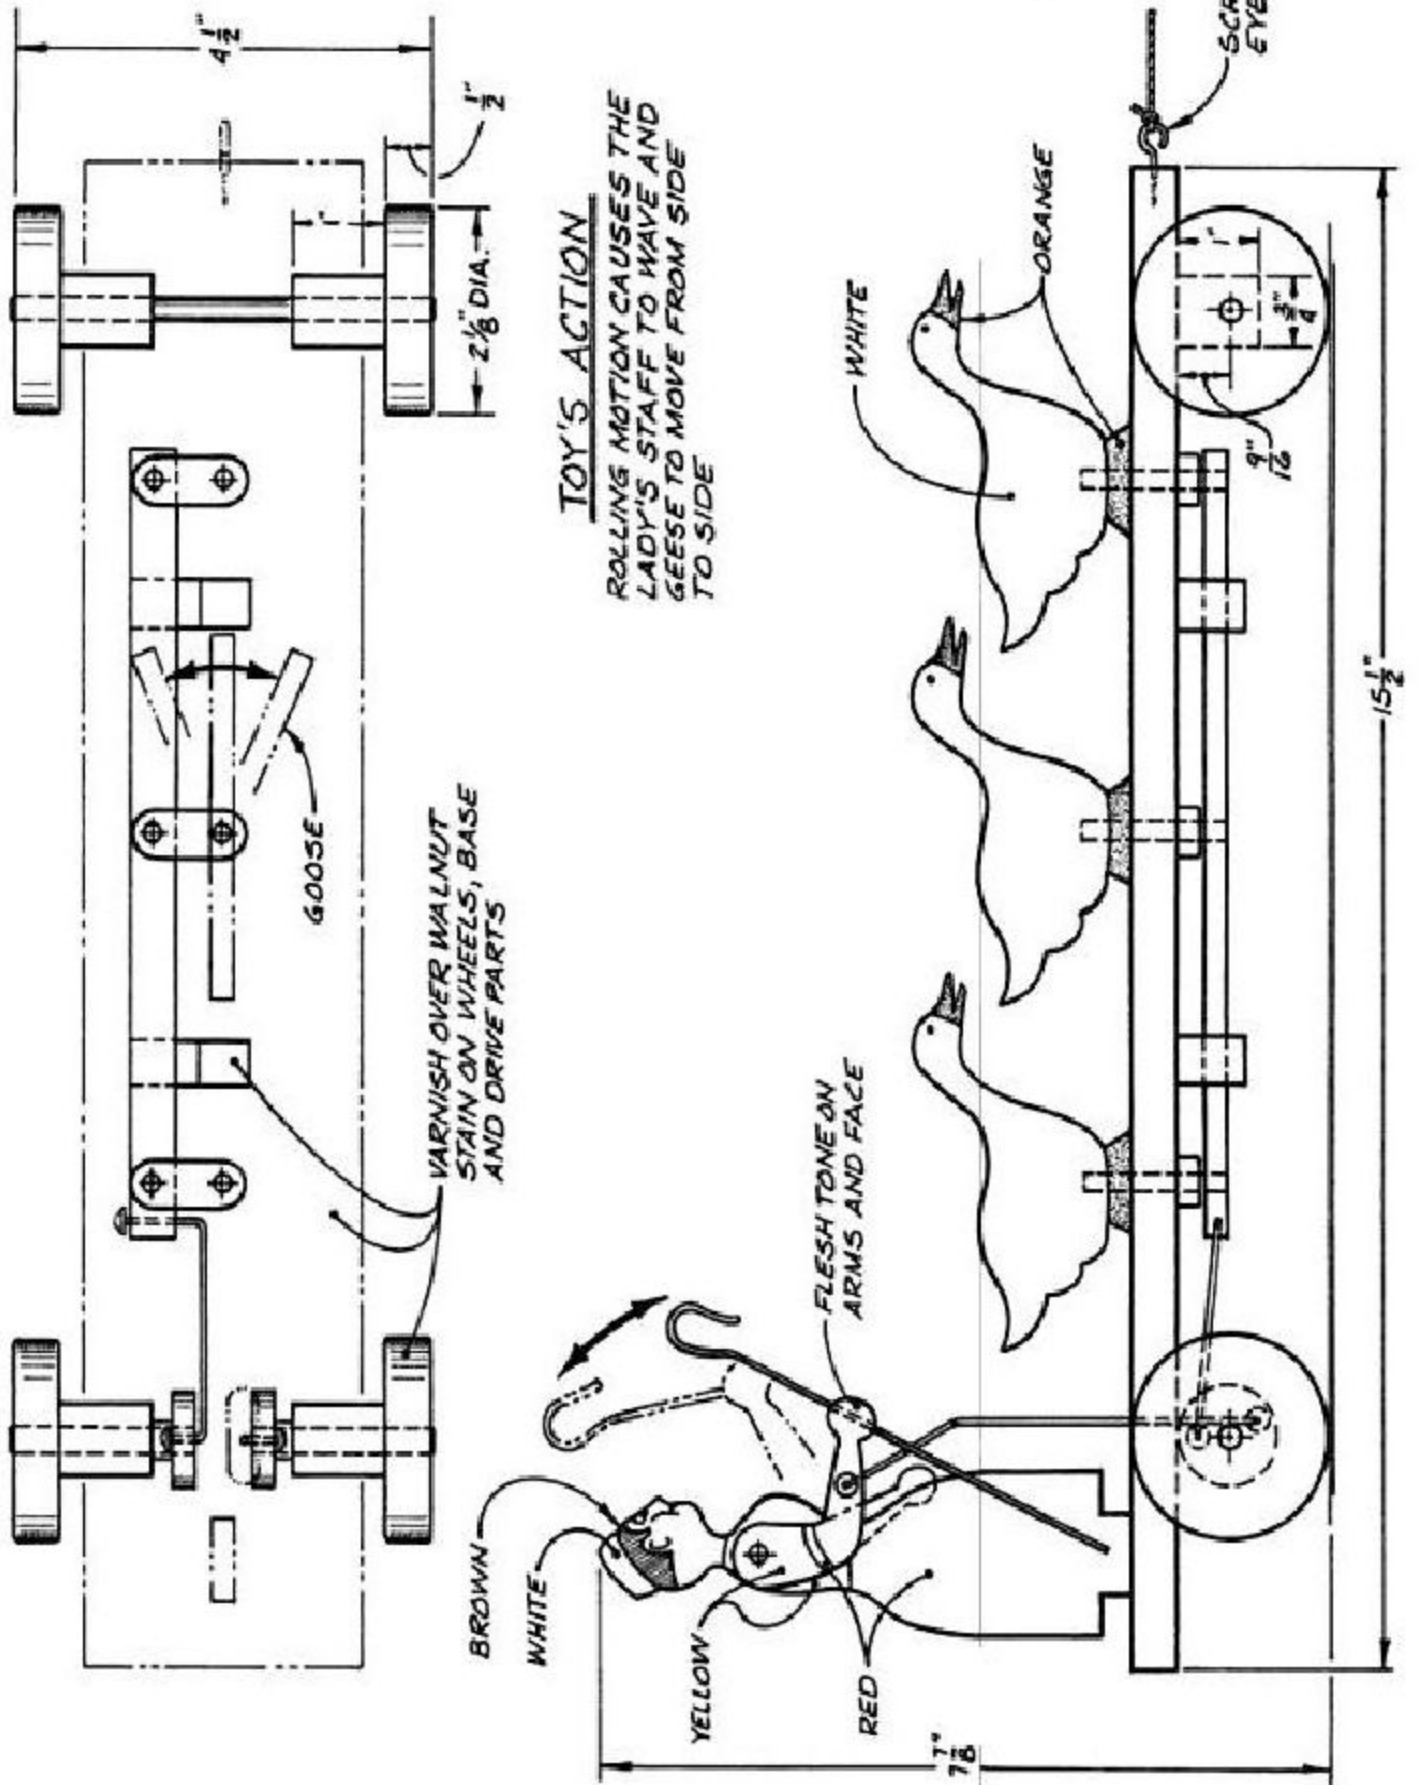 4 1/2"
1/2"
1"
2 1/8" DIA.
TOY'S ACTION
ROLLING MOTION CAUSES THE
LADY'S STAFF TO WAVE AND
GEESE TO MOVE FROM SIDE
TO SIDE
GOOSE
VARNISH OVER WALNUT
STAIN ON WHEELS, BASE
AND DRIVE PARTS
BROWN
WHITE
YELLOW
RED
FLESH TONE ON
ARMS AND FACE
WHITE
ORANGE
SCR
EYE
1"
3/4"
9/16"
15 1/2"
7 7/8"